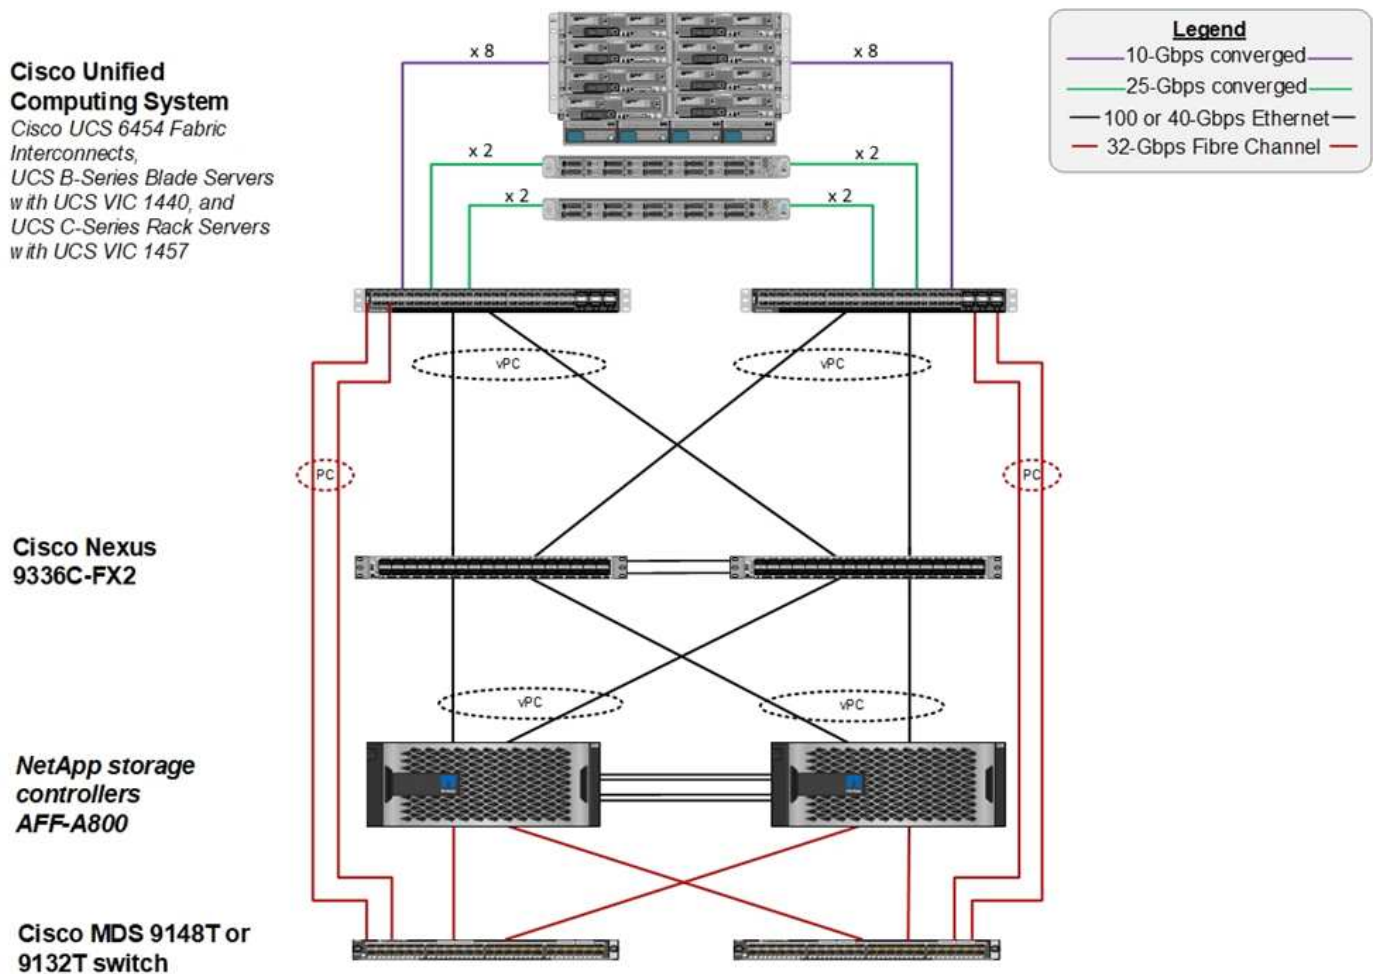 Cisco Unified
Computing System
Cisco UCS 6454 Fabric
Interconnects,
UCS B-Series Blade Servers
with UCS VIC 1440, and
UCS C-Series Rack Servers
with UCS VIC 1457
x 8
x 8
x 2
x 2
x 2
x 2
Legend
10-Gbps converged
25-Gbps converged
100 or 40-Gbps Ethernet
32-Gbps Fibre Channel
vPC
vPC
PC
PC
Cisco Nexus
9336C-FX2
vPC
vPC
NetApp storage
controllers
AFF-A800
Cisco MDS 9148T or
9132T switch